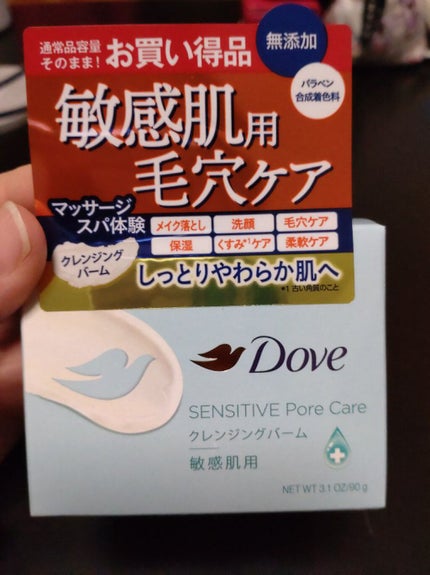 通常品容量
そのまま!
お買い得品
無添加
パラベン
合成着色料
敏感肌用
毛穴ケア
マッサージ
スパ体験
メイク落とし
洗顔
毛穴ケア
保湿
くすみ*1ケア
柔軟ケア
クレンジング
バーム
しっとりやわらか肌へ
*1 古い角質のこと
Dove
SENSITIVE Pore Care
クレンジングバーム
敏感肌用
NET WT 3.1 OZ/90 g